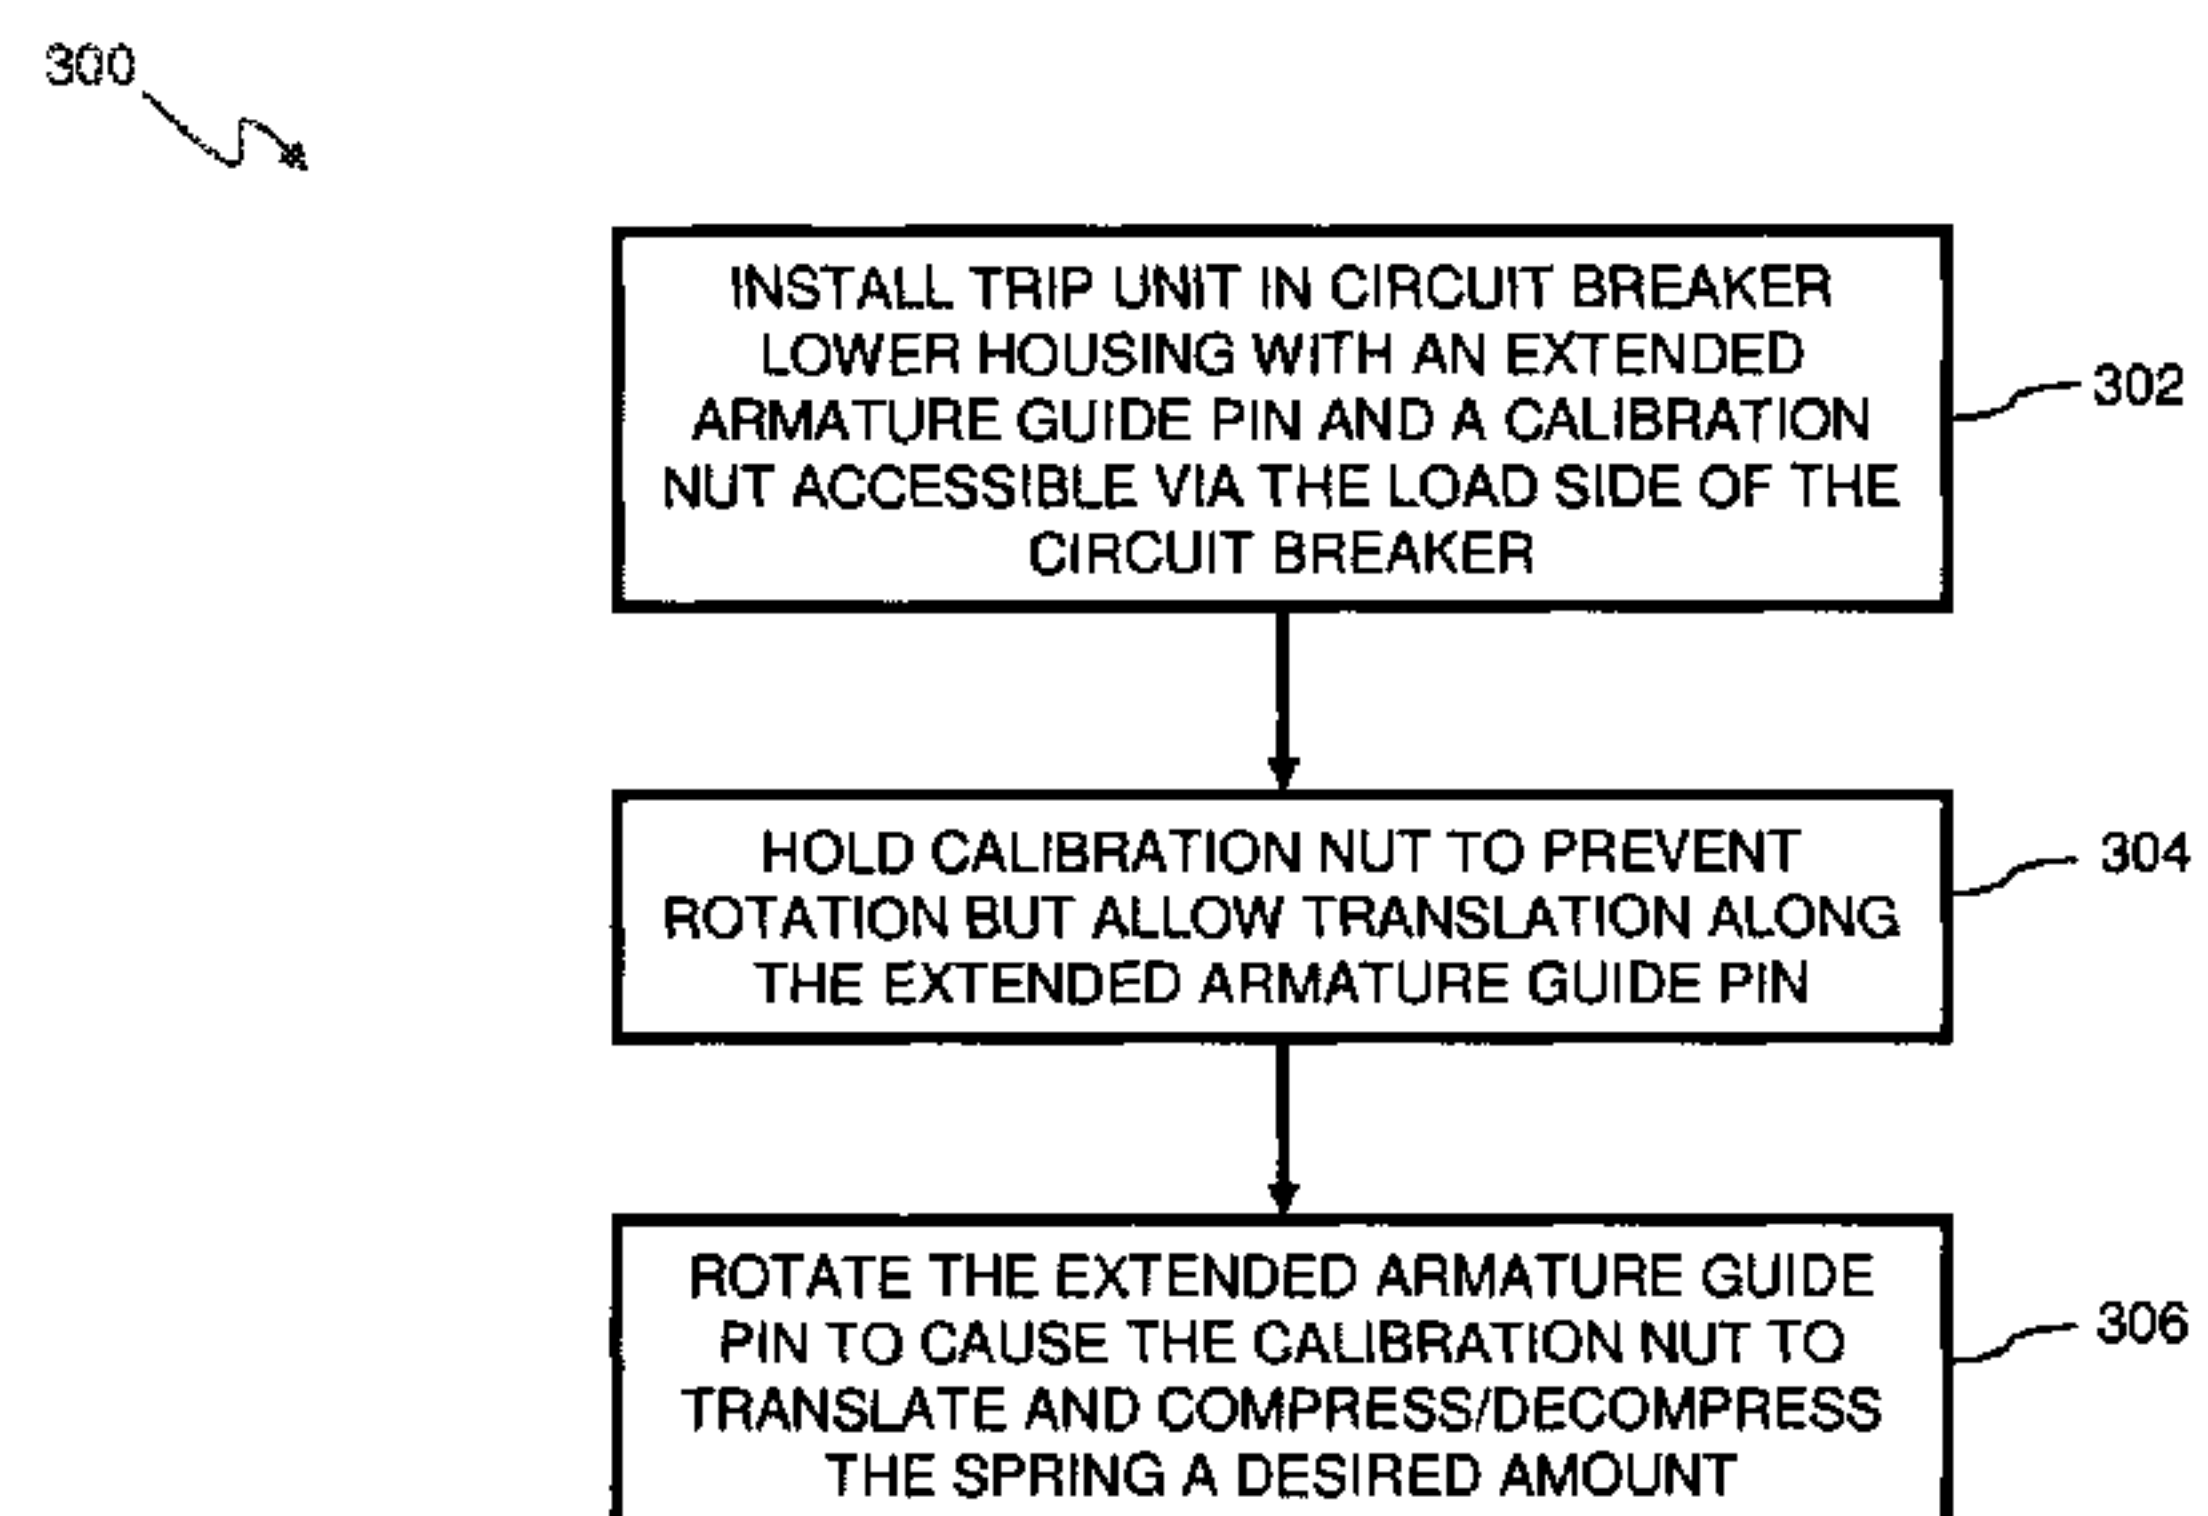 300
INSTALL TRIP UNIT IN CIRCUIT BREAKER
LOWER HOUSING WITH AN EXTENDED
ARMATURE GUIDE PIN AND A CALIBRATION
NUT ACCESSIBLE VIA THE LOAD SIDE OF THE
CIRCUIT BREAKER
302
HOLD CALIBRATION NUT TO PREVENT
ROTATION BUT ALLOW TRANSLATION ALONG
THE EXTENDED ARMATURE GUIDE PIN
304
ROTATE THE EXTENDED ARMATURE GUIDE
PIN TO CAUSE THE CALIBRATION NUT TO
TRANSLATE AND COMPRESS/DECOMPRESS
THE SPRING A DESIRED AMOUNT
306